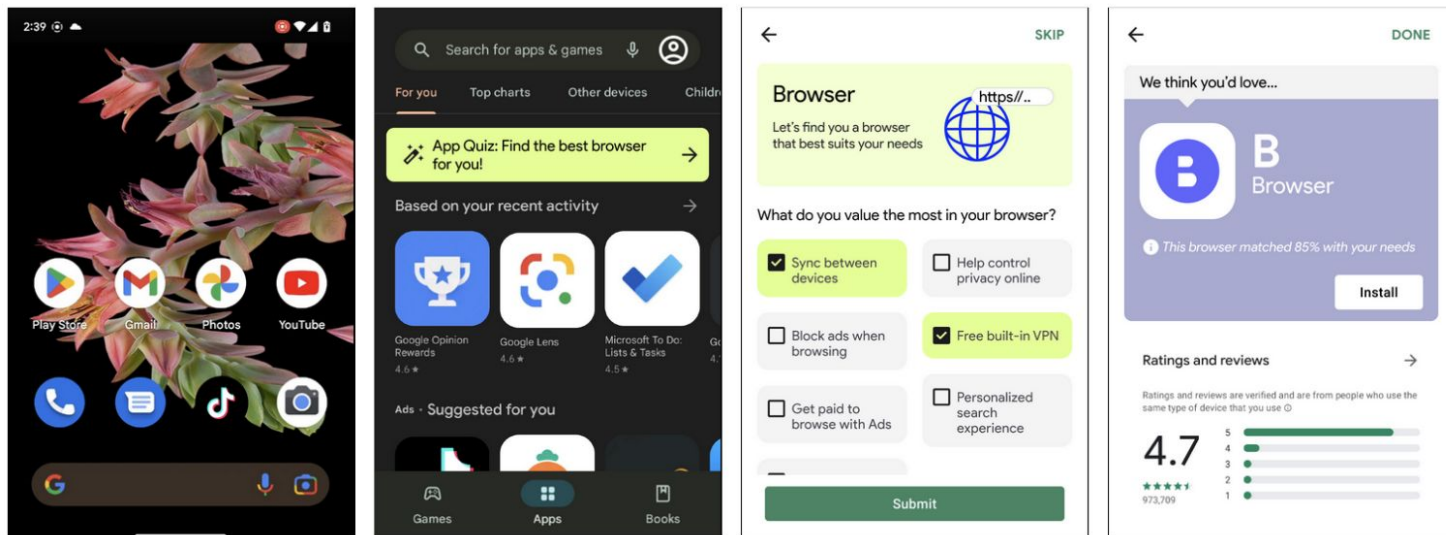 2:39
Play Store
Gmail
Photos
YouTube
Search for apps & games
For you
Top charts
Other devices
Childr
App Quiz: Find the best browser
for you!
Based on your recent activity
Google Opinion
Rewards
4.6 ★
Google Lens
4.6 ★
Microsoft To Do:
Lists & Tasks
4.5 ★
Ads • Suggested for you
Games
Apps
Books
SKIP
Browser
https//..
Let's find you a browser
that best suits your needs
What do you value the most in your browser?
Sync between
devices
Help control
privacy online
Block ads when
browsing
Free built-in VPN
Get paid to
browse with Ads
Personalized
search
experience
Submit
DONE
We think you'd love...
B
B
Browser
This browser matched 85% with your needs
Install
Ratings and reviews
Ratings and reviews are verified and are from people who use the
same type of device that you use
4.7
973,709
5
4
3
2
1